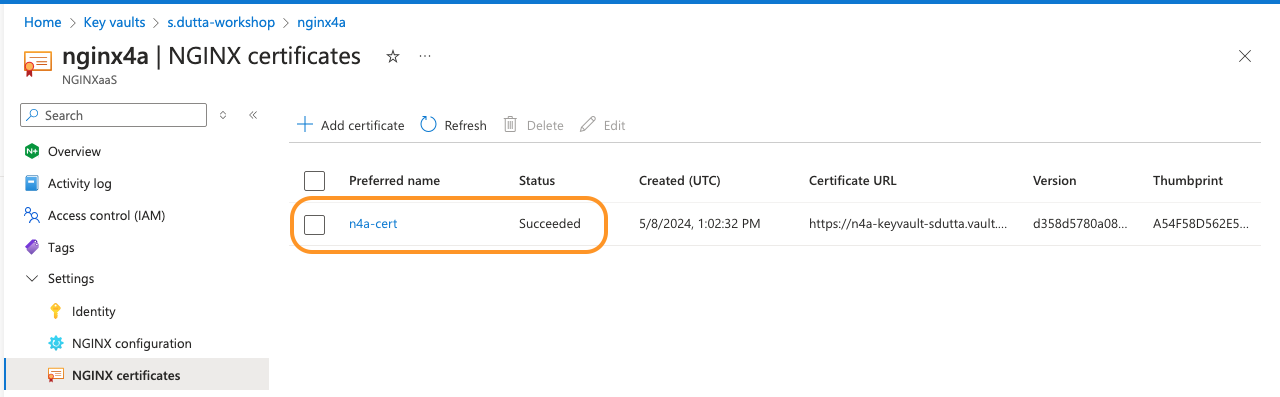 Home > Key vaults > s.dutta-workshop > nginx4a
nginx4a | NGINX certificates
NGINXaaS
Search
Add certificate Refresh Delete Edit
Overview
Activity log
Access control (IAM)
Tags
Settings
Identity
NGINX configuration
NGINX certificates
Preferred name Status Created (UTC) Certificate URL Version Thumbprint
n4a-cert Succeeded 5/8/2024, 1:02:32 PM https://n4a-keyvault-sdutta.vault.... d358d5780a08... A54F58D562E5...